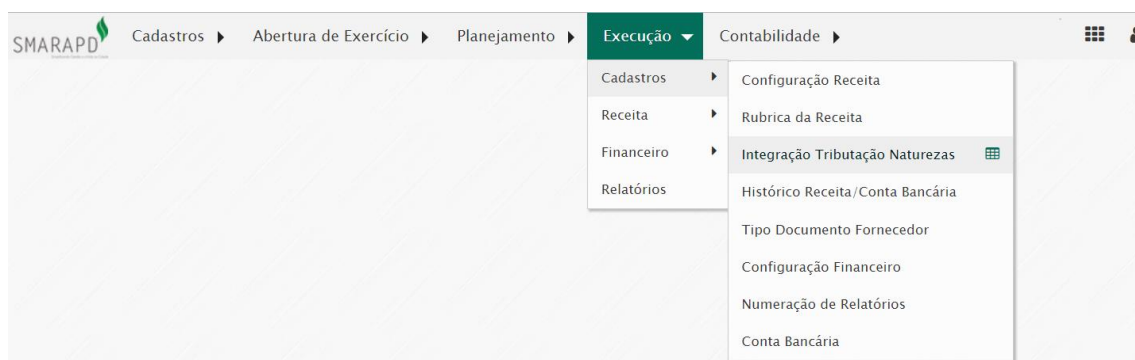 SMARAPD
Cadastros
Abertura de Exercício
Planejamento
Execução
Contabilidade
Cadastros
Receita
Financeiro
Relatórios
Configuração Receita
Rubrica da Receita
Integração Tributação Naturezas
Histórico Receita/Conta Bancária
Tipo Documento Fornecedor
Configuração Financeiro
Numeração de Relatórios
Conta Bancária